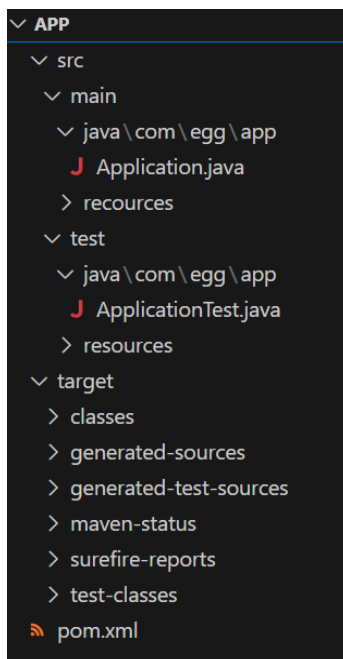 APP
src
main
java\com\egg\app
J Application.java
recources
test
java\com\egg\app
J ApplicationTest.java
resources
target
classes
generated-sources
generated-test-sources
maven-status
surefire-reports
test-classes
pom.xml